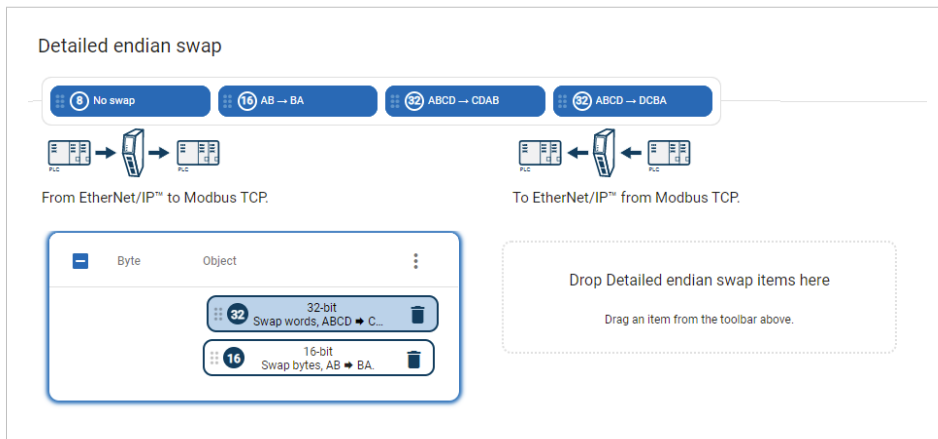 Detailed endian swap
8 No swap
16 AB → BA
32 ABCD → CDAB
32 ABCD → DCBA
PLC
PLC
PLC
PLC
From EtherNet/IP™ to Modbus TCP.
To EtherNet/IP™ from Modbus TCP.
Byte
Object
32
32-bit
Swap words, ABCD ➡ C...
16
16-bit
Swap bytes, AB ➡ BA.
Drop Detailed endian swap items here
Drag an item from the toolbar above.